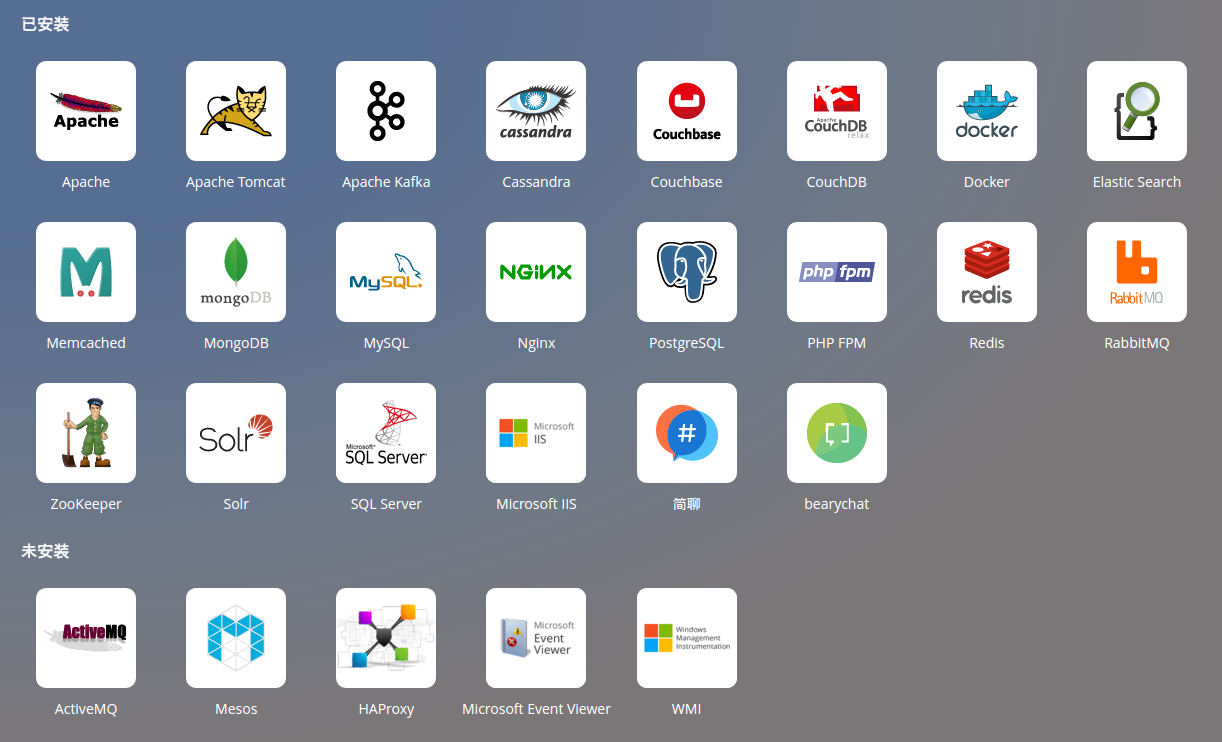 已安装
Apache
Apache
Apache Tomcat
Apache Kafka
cassandra
Cassandra
Couchbase
Couchbase
Apache
CouchDB
relax
CouchDB
docker
Docker
Elastic Search
Memcached
mongoDB
MongoDB
MySQL
MySQL
NGiNX
Nginx
PostgreSQL
php fpm
PHP FPM
redis
Redis
RabbitMQ
RabbitMQ
ZooKeeper
Solr
Solr
Microsoft
SQL Server
SQL Server
Microsoft
IIS
Microsoft IIS
#
简聊
bearychat
未安装
ActiveMQ
ActiveMQ
Mesos
HAProxy
Microsoft
Event
Viewer
Microsoft Event VIewer
Windows
Management
Instrumentation
WMI